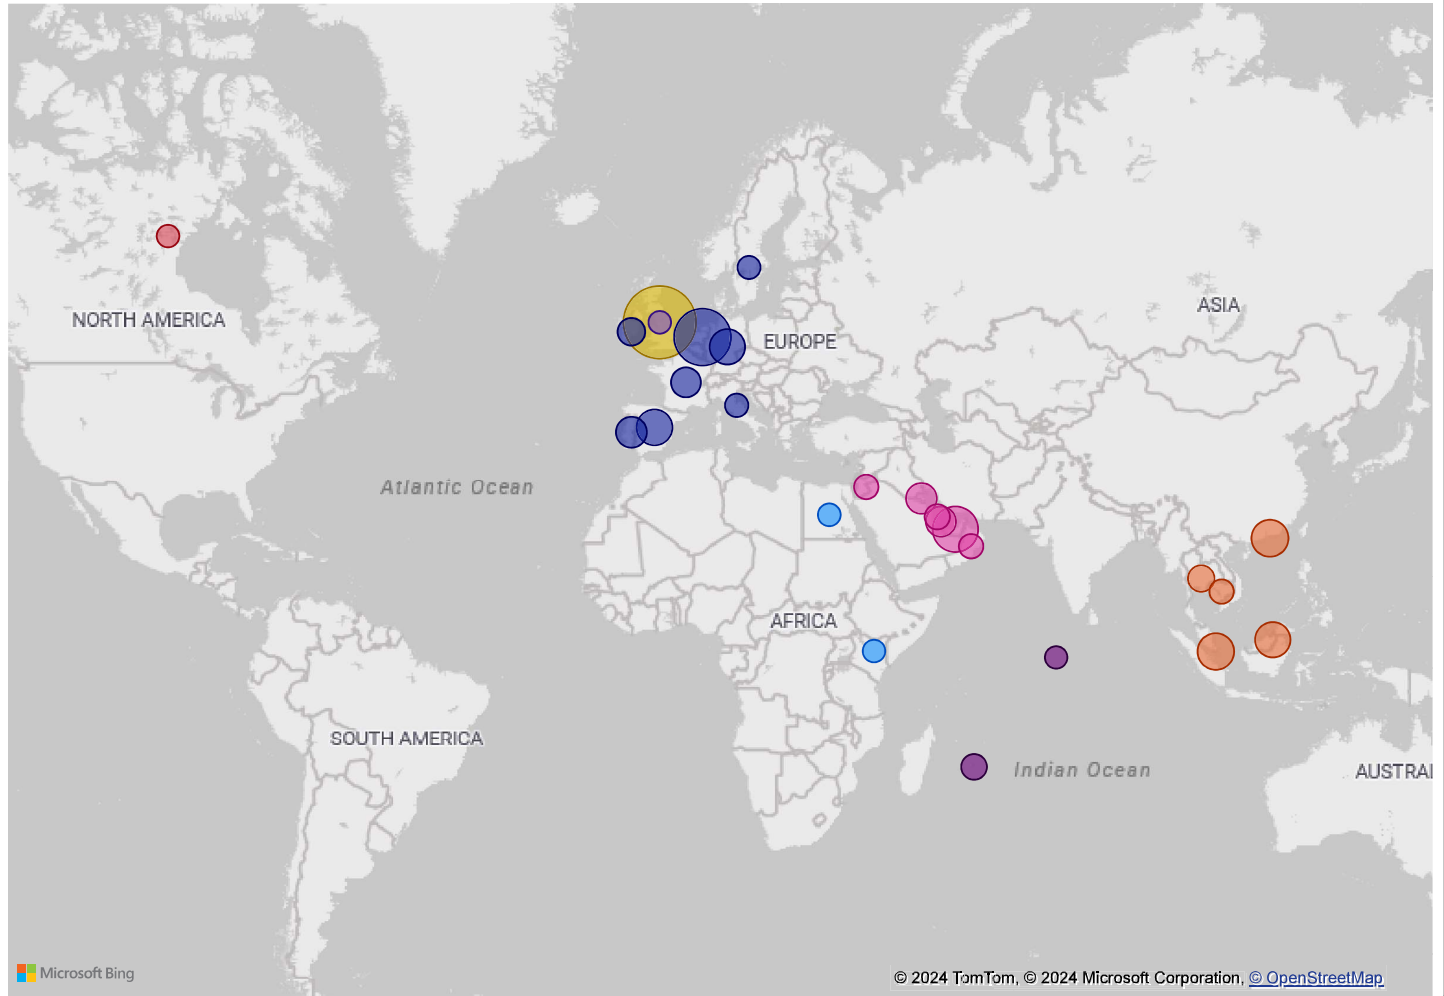 ASIA
NORTH AMERICA
EUROPE
Atlantic Ocean
AFRICA
SOUTH AMERICA
Indian Ocean
AUSTRAL
Microsoft Bing
© 2024 TomTom, © 2024 Microsoft Corporation, © OpenStreetMap